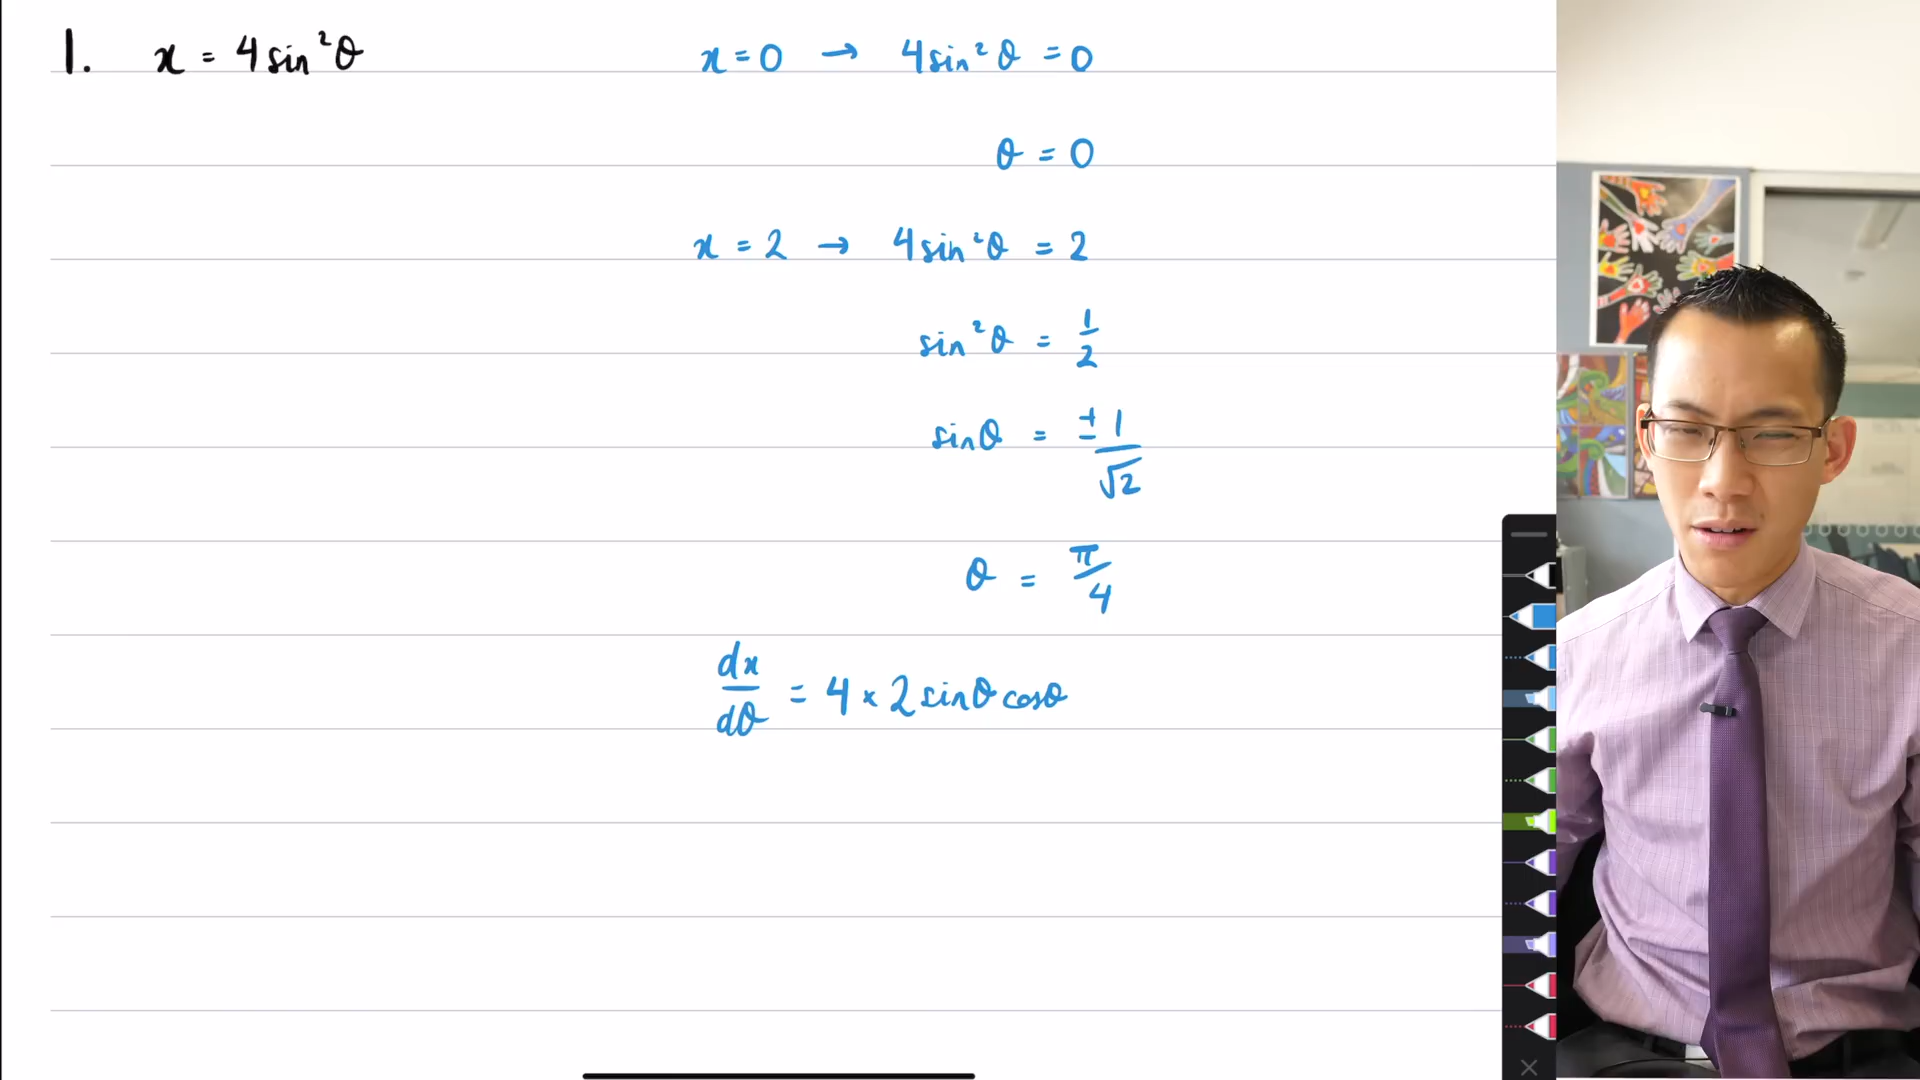 1. x = 4sin²θ
x = 0 → 4sin²θ = 0
θ = 0
x = 2 → 4sin²θ = 2
sin²θ = 1/2
sinθ = ±1/√2
θ = π/4
dx/dθ = 4 × 2sinθcosθ